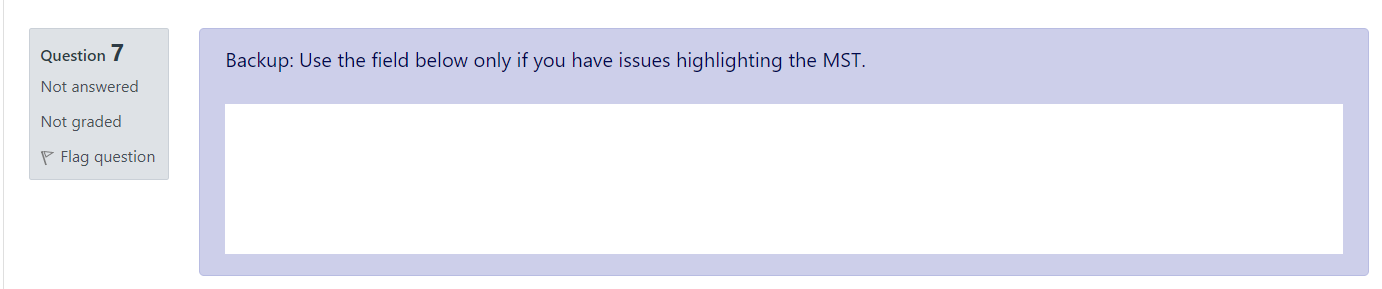 Question 7
Not answered
Not graded
Flag question
Backup: Use the field below only if you have issues highlighting the MST.